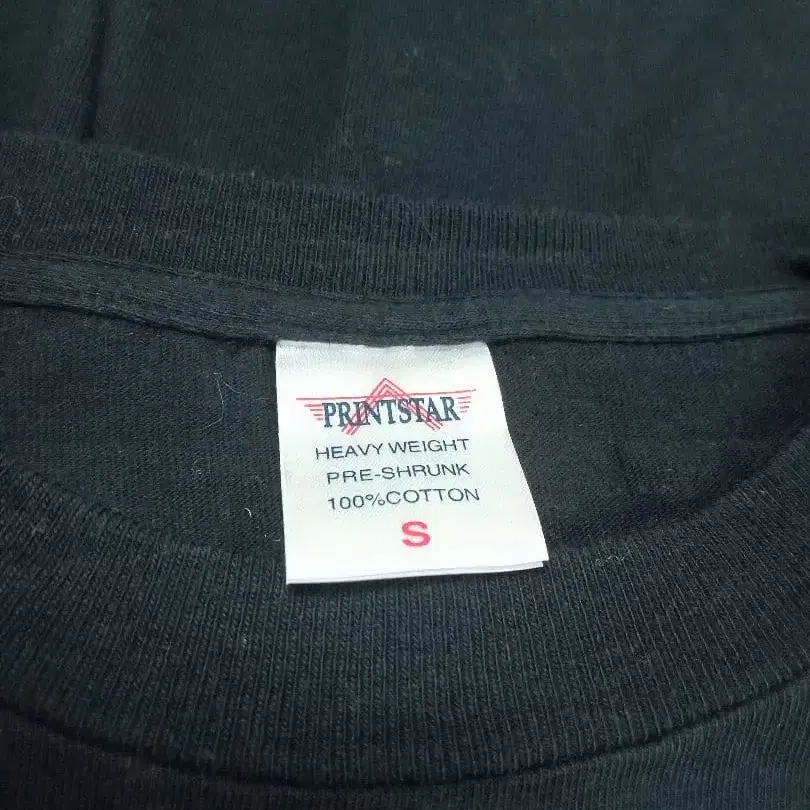 PRINTSTAR
HEAVY WEIGHT
PRE-SHRUNK
100%COTTON
S